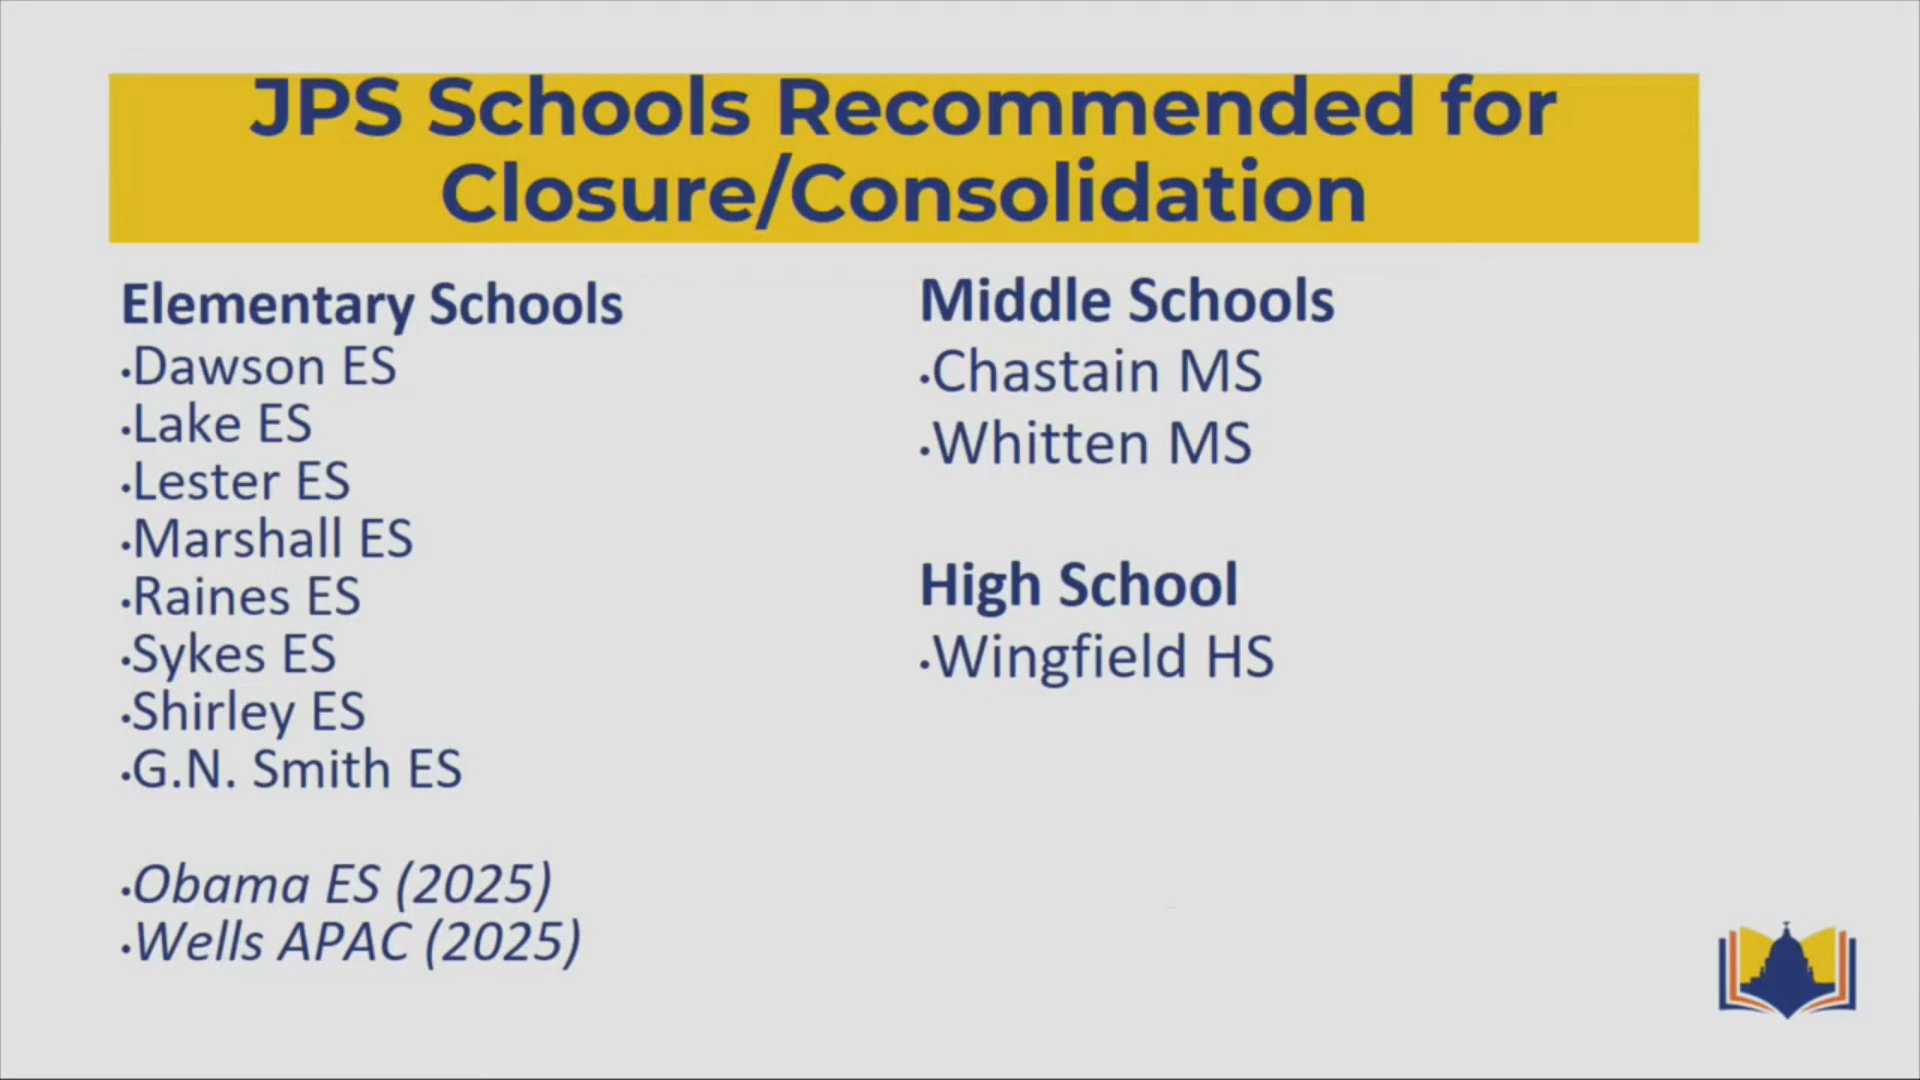 JPS Schools Recommended for
Closure/Consolidation
Elementary Schools
•Dawson ES
•Lake ES
•Lester ES
•Marshall ES
•Raines ES
•Sykes ES
•Shirley ES
•G.N. Smith ES
•Obama ES (2025)
•Wells APAC (2025)
Middle Schools
•Chastain MS
•Whitten MS
High School
•Wingfield HS